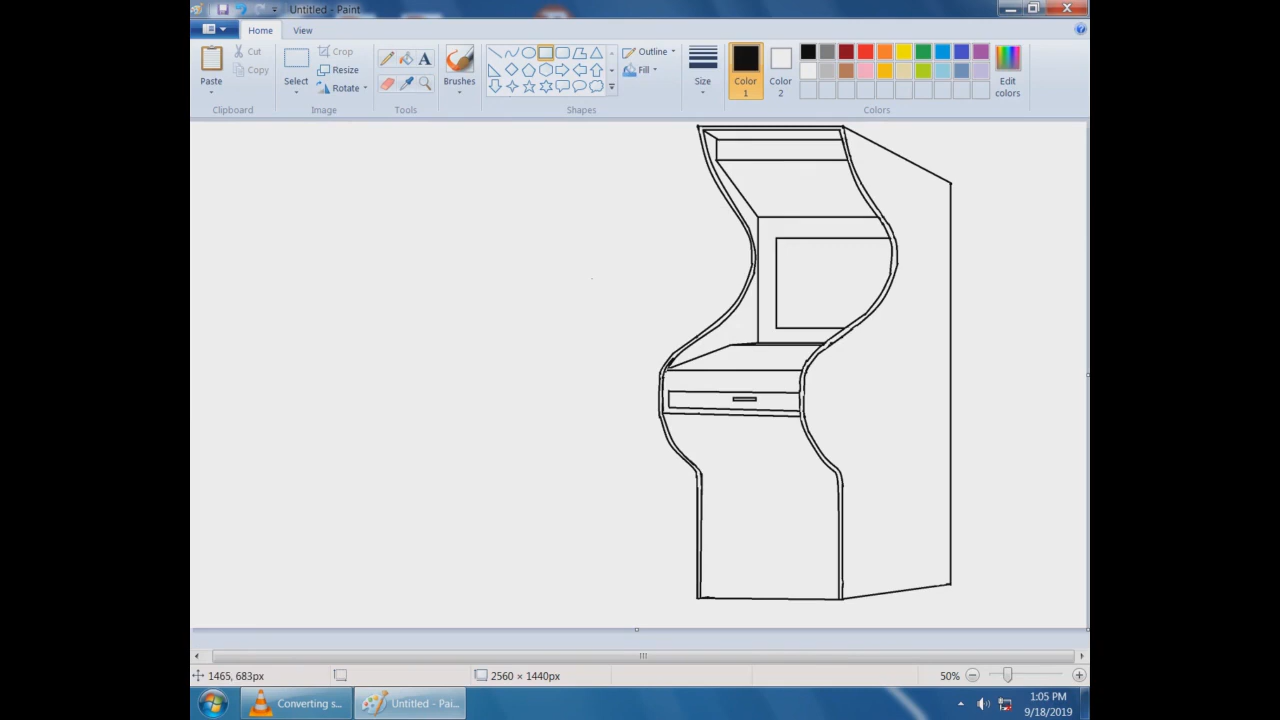 Untitled - Paint
Home
View
Paste
Cut
Copy
Clipboard
Select
Crop
Resize
Rotate
Image
A
Tools
Brushes
Outline
Fill
Shapes
Size
Color 1
Color 2
Edit colors
Colors
1465, 683px
2560 × 1440px
50%
Converting s...
Untitled - Pai...
1:05 PM
9/18/2019